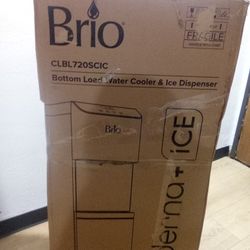 Brio
CLBL720SCIC
Bottom Load Water Cooler & Ice Dispenser
FRAGILE
Brio
+ iCE